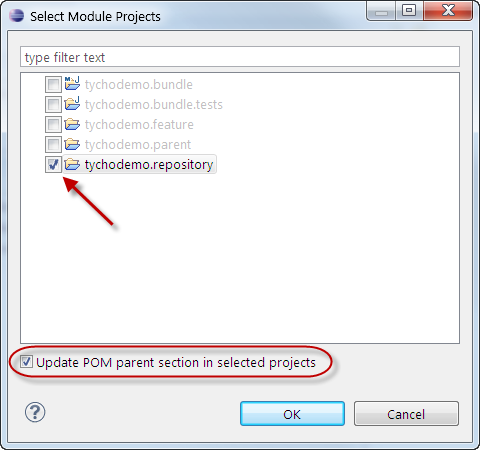 Select Module Projects
type filter text
tychodemo.bundle
tychodemo.bundle.tests
tychodemo.feature
tychodemo.parent
tychodemo.repository
Update POM parent section in selected projects
?
OK
Cancel